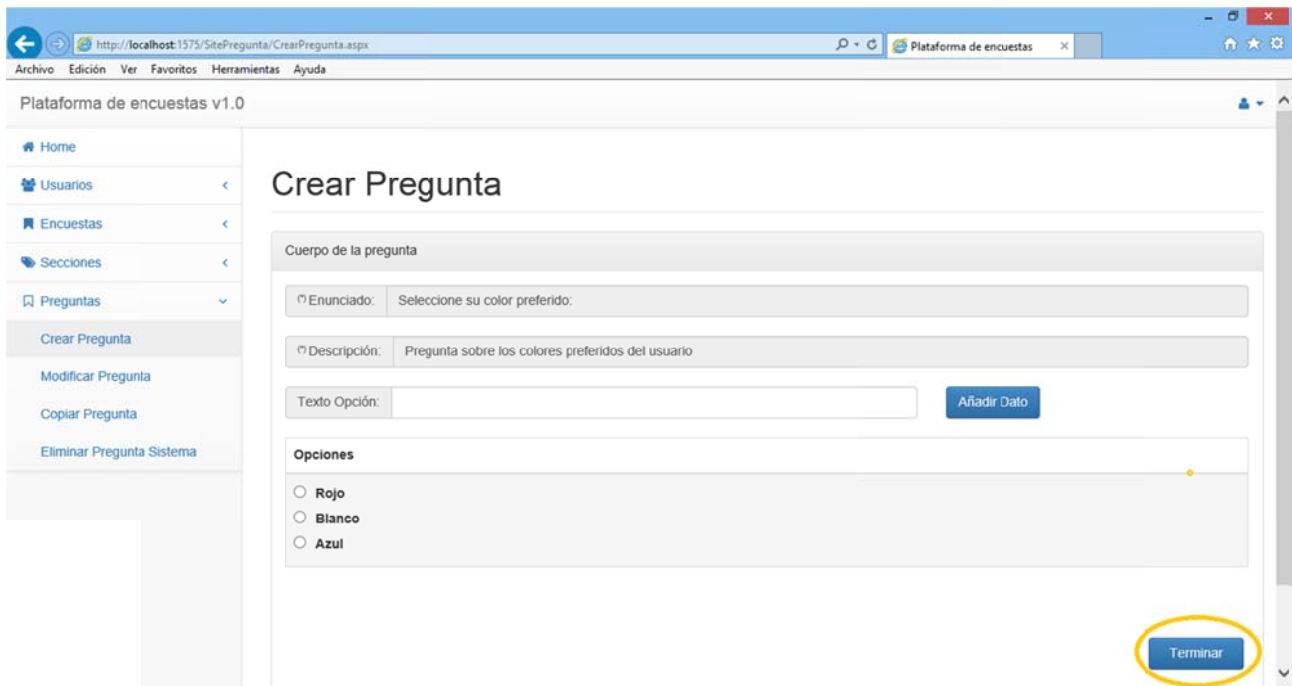 http://localhost:1575/SitePregunta/CrearPregunta.aspx
Plataforma de encuestas
Archivo Edición Ver Favoritos Herramientas Ayuda
Plataforma de encuestas v1.0
Home
Usuarios
Encuestas
Secciones
Preguntas
Crear Pregunta
Modificar Pregunta
Copiar Pregunta
Eliminar Pregunta Sistema
Crear Pregunta
Cuerpo de la pregunta
(*) Enunciado: Seleccione su color preferido:
(*) Descripción: Pregunta sobre los colores preferidos del usuario
Texto Opción: Añadir Dato
Opciones
Rojo
Blanco
Azul
Terminar